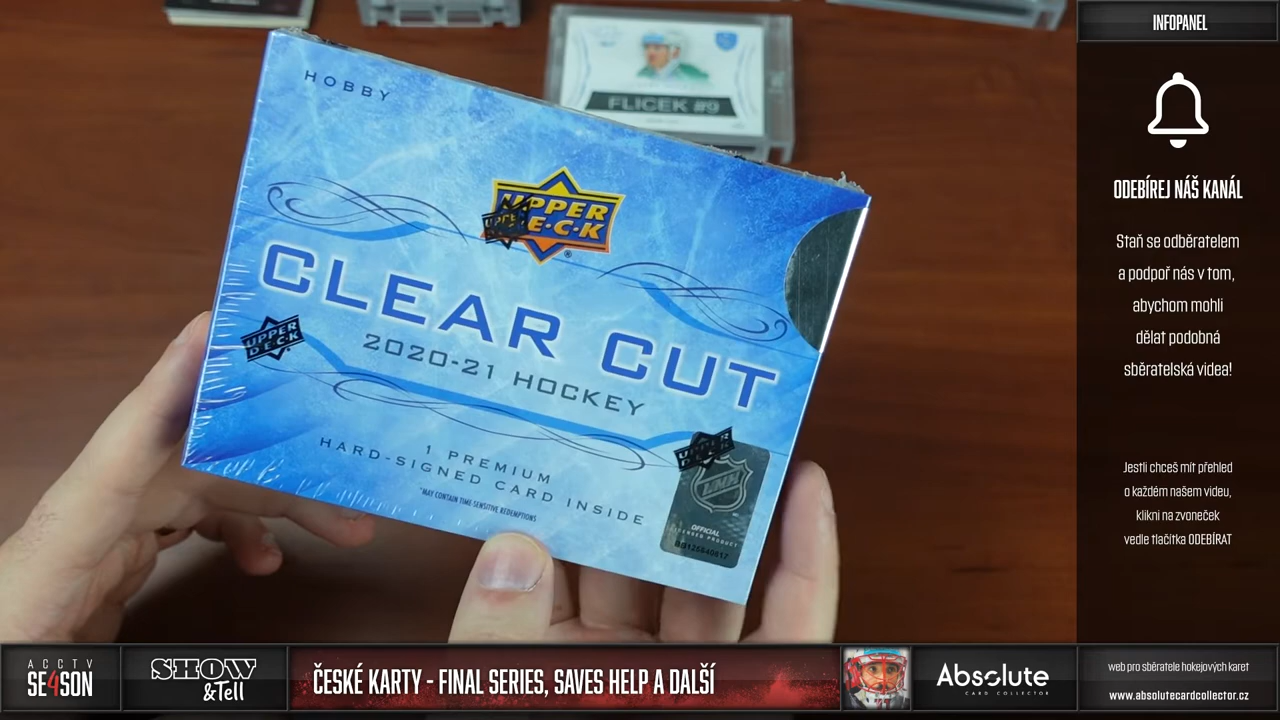 HOBBY
FLICEK #9
UPPER
D·E·C·K
®
CLEAR CUT
2020-21 HOCKEY
UPPER
D·E·C·K
1 PREMIUM
HARD-SIGNED CARD INSIDE
*MAY CONTAIN TIME-SENSITIVE REDEMPTIONS
UPPER
NHL
OFFICIAL
LICENSED PRODUCT
INFOPANEL
ODEBÍREJ NÁŠ KANÁL
Staň se odběratelem
a podpoř nás v tom,
abychom mohli
dělat podobná
sběratelská videa!
Jestli chceš mít přehled
o každém našem videu,
klikni na zvoneček
vedle tlačítka ODEBÍRAT
ACCTV
SE4SON
SHOW
&Tell
ČESKÉ KARTY - FINAL SERIES, SAVES HELP A DALŠÍ
Absolute
CARD COLLECTOR
web pro sběratele hokejových karet
www.absolutecardcollector.cz